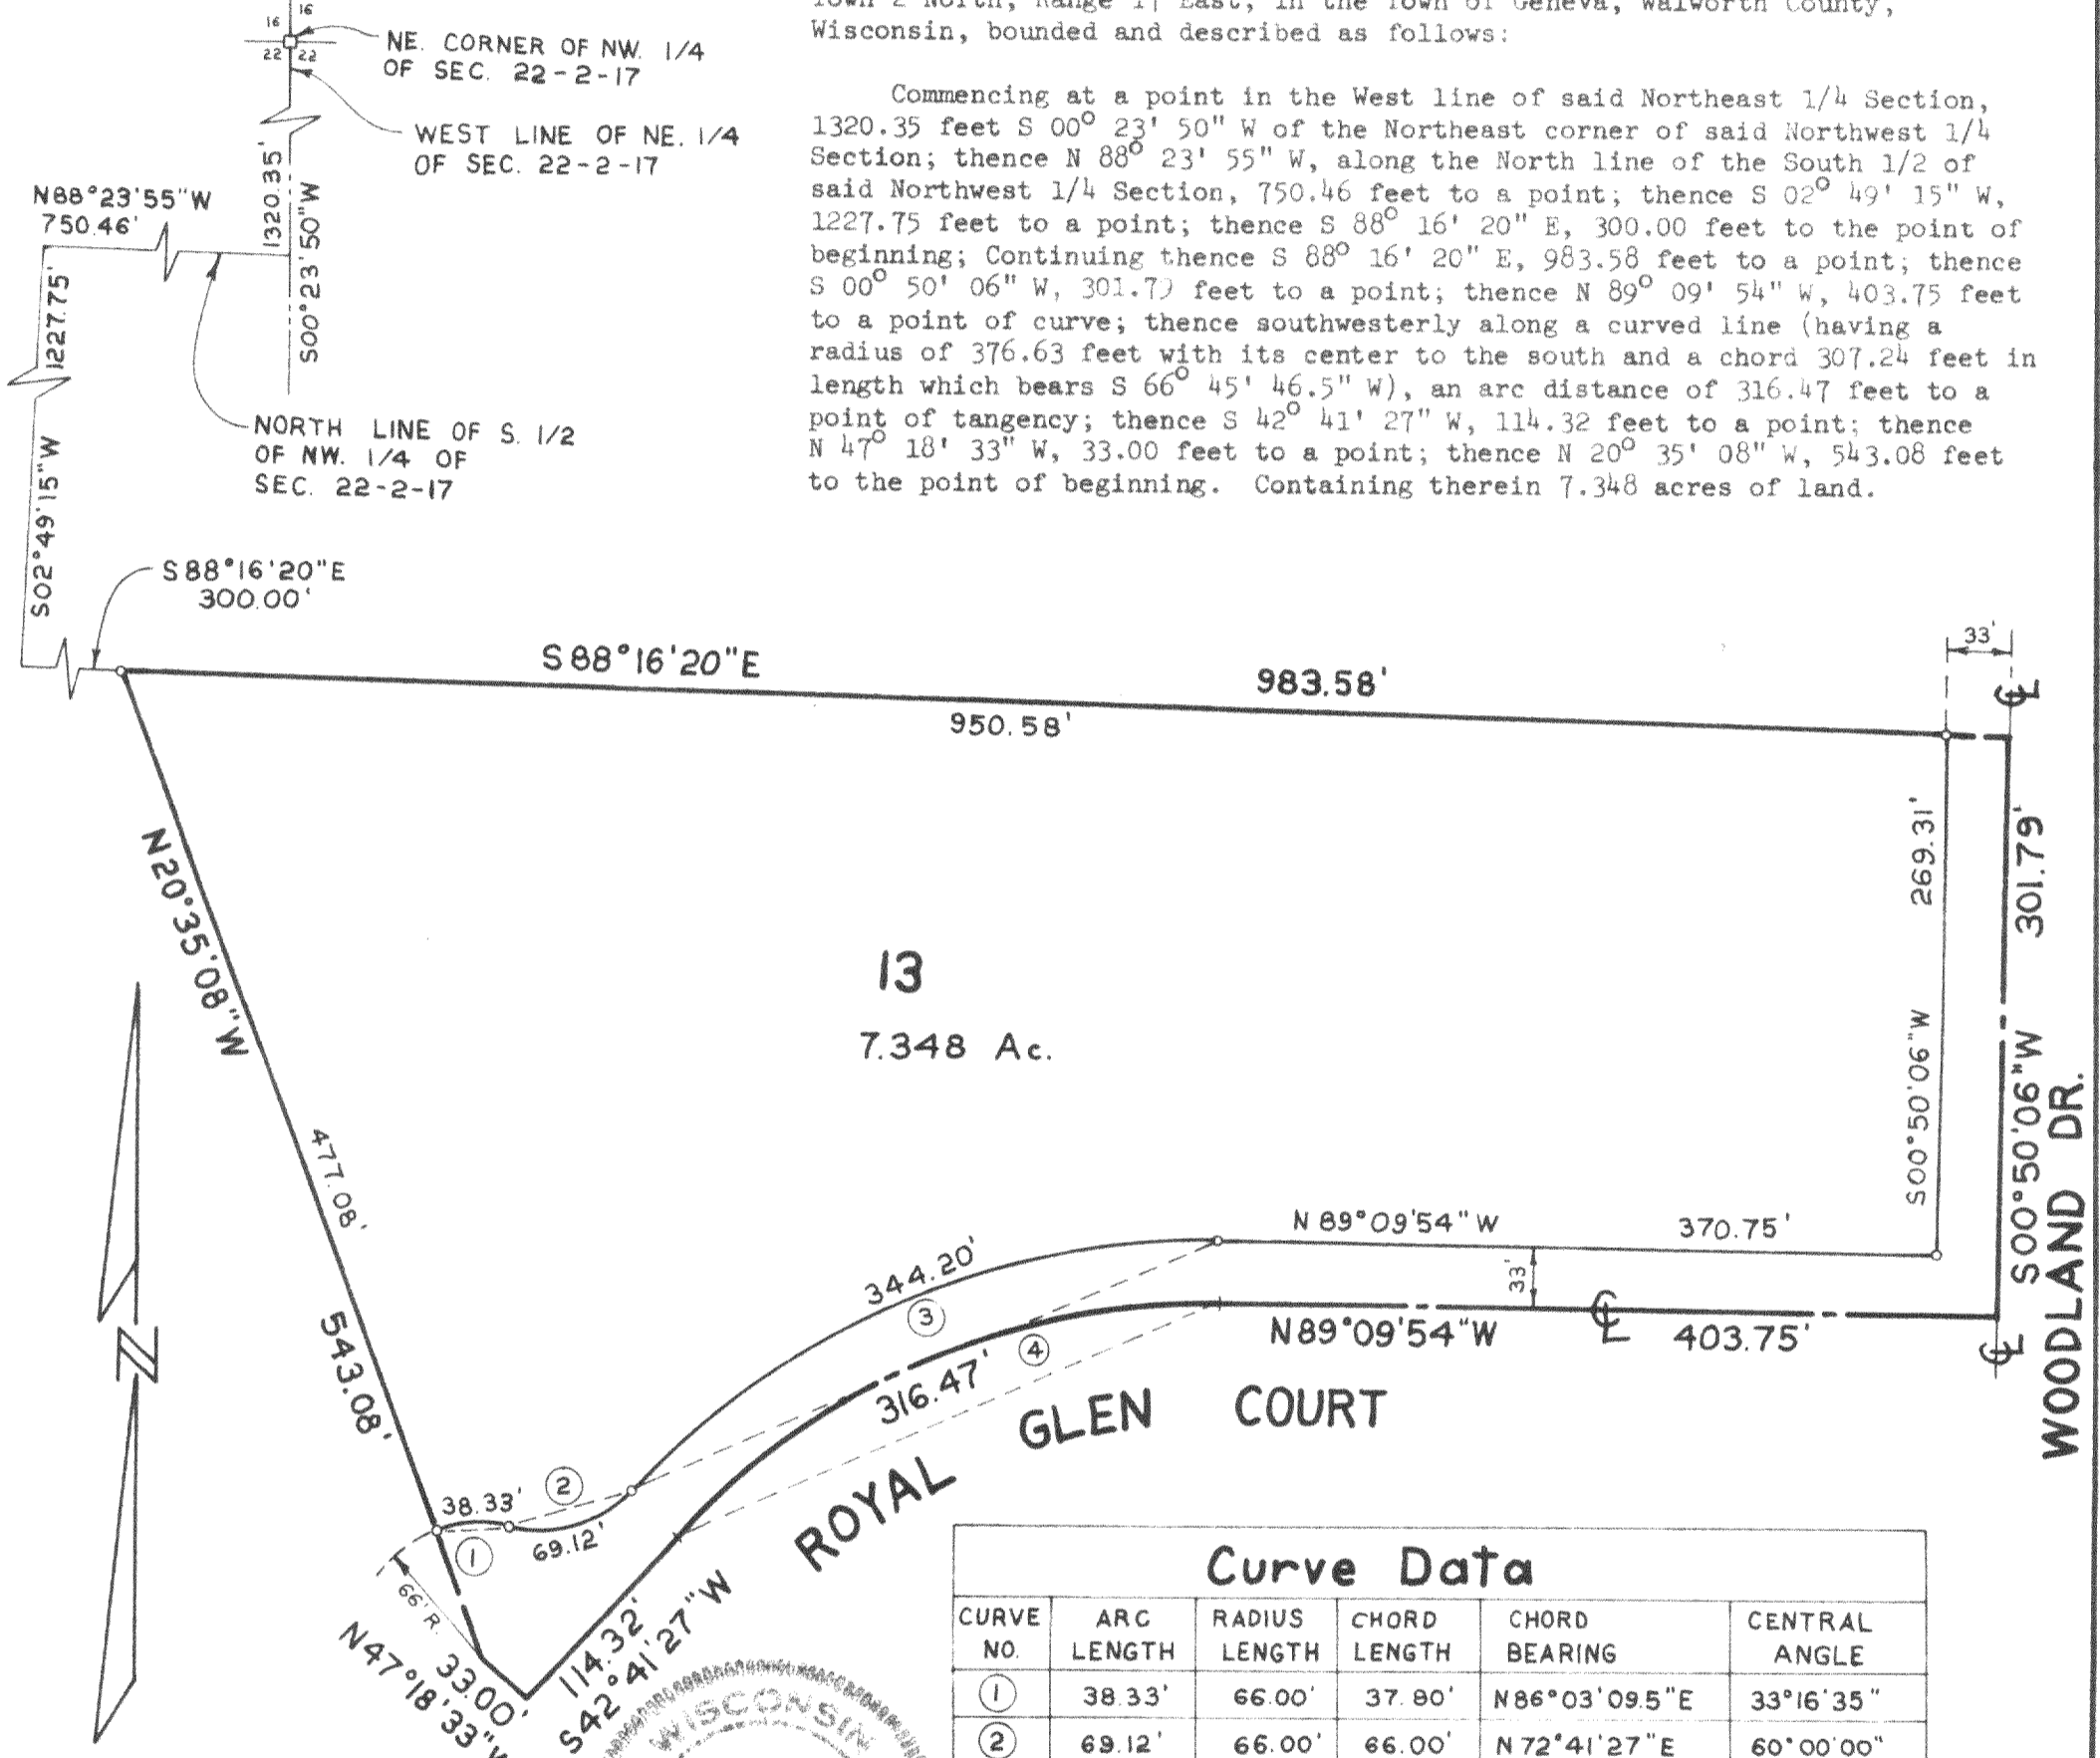 Town 2 North, Range 17 East, in the Town of Geneva, Walworth County,
Wisconsin, bounded and described as follows:
Commencing at a point in the West line of said Northeast 1/4 Section,
1320.35 feet S 00° 23' 50" W of the Northeast corner of said Northwest 1/4
Section; thence N 88° 23' 55" W, along the North line of the South 1/2 of
said Northwest 1/4 Section, 750.46 feet to a point; thence S 02° 49' 15" W,
1227.75 feet to a point; thence S 88° 16' 20" E, 300.00 feet to the point of
beginning; Continuing thence S 88° 16' 20" E, 983.58 feet to a point; thence
S 00° 50' 06" W, 301.79 feet to a point; thence N 89° 09' 54" W, 403.75 feet
to a point of curve; thence southwesterly along a curved line (having a
radius of 376.63 feet with its center to the south and a chord 307.24 feet in
length which bears S 66° 45' 46.5" W), an arc distance of 316.47 feet to a
point of tangency; thence S 42° 41' 27" W, 114.32 feet to a point; thence
N 47° 18' 33" W, 33.00 feet to a point; thence N 20° 35' 08" W, 543.08 feet
to the point of beginning. Containing therein 7.348 acres of land.
16 16
22 22
NE. CORNER OF NW. 1/4
OF SEC. 22-2-17
WEST LINE OF NE. 1/4
OF SEC. 22-2-17
1320.35'
S00°23'50"W
N88°23'55"W
750.46'
1227.75'
S02°49'15"W
NORTH LINE OF S. 1/2
OF NW. 1/4 OF
SEC. 22-2-17
S88°16'20"E
300.00'
S88°16'20"E
983.58'
950.58'
33'
℄
269.31'
S00°50'06"W
301.79'
S00°50'06"W
WOODLAND DR.
13
7.348 Ac.
N20°35'08"W
477.08'
543.08'
N89°09'54"W
370.75'
33'
N89°09'54"W
℄
403.75'
℄
344.20'
3
4
316.47'
ROYAL GLEN COURT
38.33'
2
69.12'
1
66' R.
33.00'
N47°18'33"W
114.32'
S42°41'27"W
WISCONSIN
N
Curve Data
CURVE NO. ARC LENGTH RADIUS LENGTH CHORD LENGTH CHORD BEARING CENTRAL ANGLE
1 38.33' 66.00' 37.80' N86°03'09.5"E 33°16'35"
2 69.12' 66.00' 66.00' N72°41'27"E 60°00'00"